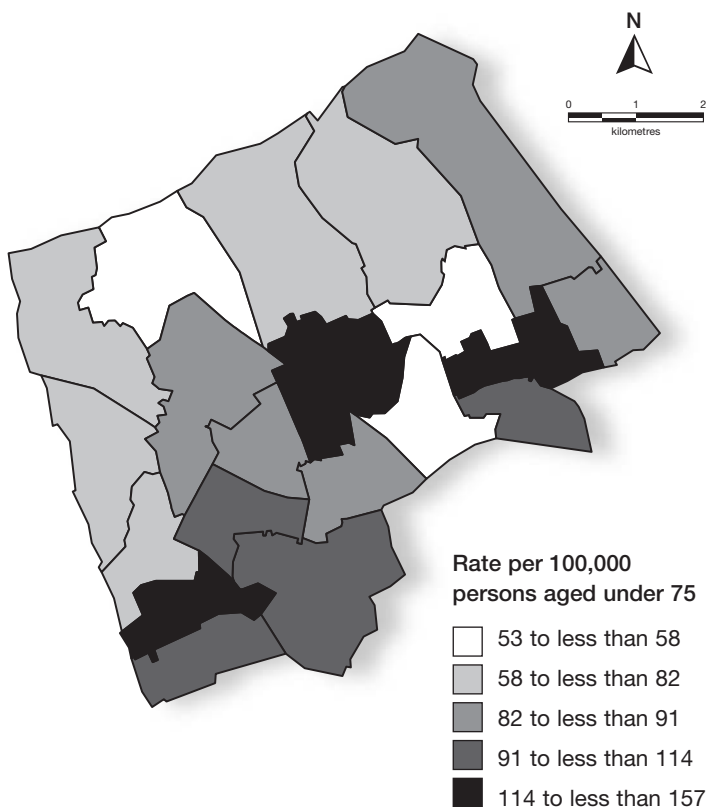 N
0 1 2
kilometres
Rate per 100,000
persons aged under 75
53 to less than 58
58 to less than 82
82 to less than 91
91 to less than 114
114 to less than 157